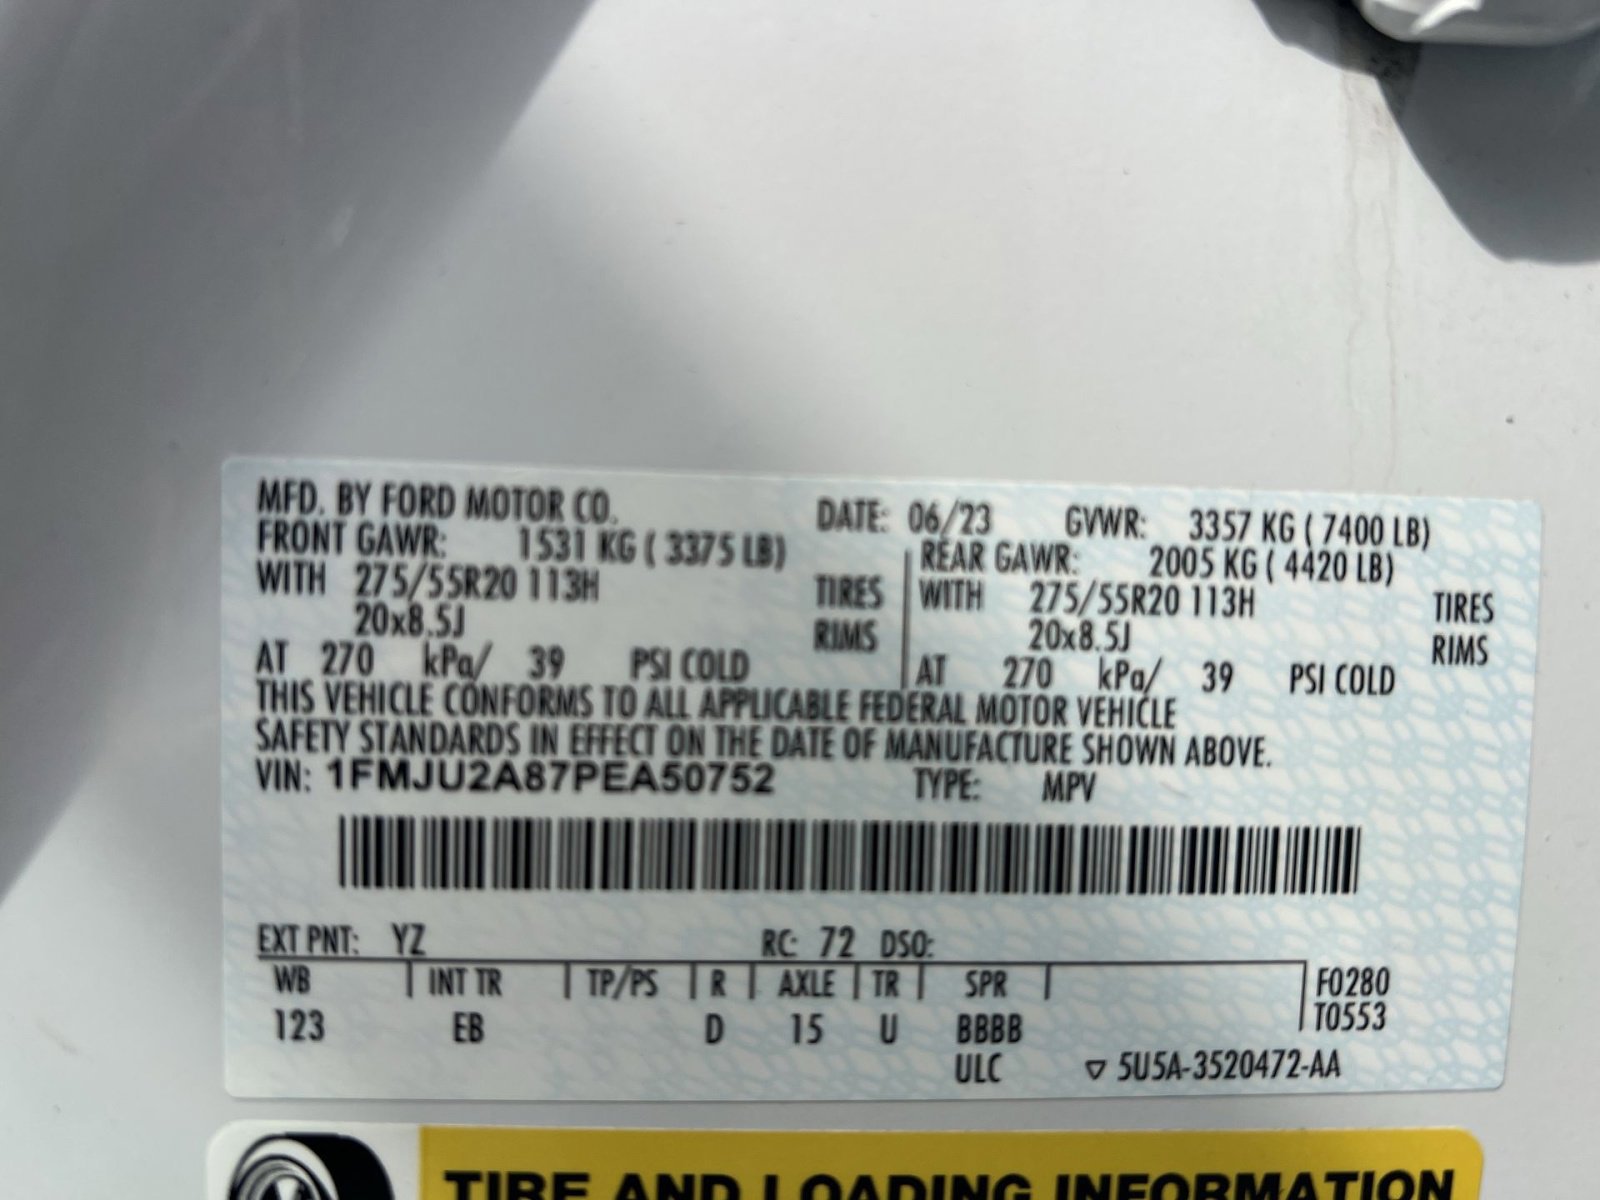 MFD. BY FORD MOTOR CO. DATE: 06/23 GVWR: 3357 KG ( 7400 LB)
FRONT GAWR: 1531 KG ( 3375 LB) REAR GAWR: 2005 KG ( 4420 LB)
WITH 275/55R20 113H TIRES WITH 275/55R20 113H TIRES
20x8.5J RIMS 20x8.5J RIMS
AT 270 kPa/ 39 PSI COLD AT 270 kPa/ 39 PSI COLD
THIS VEHICLE CONFORMS TO ALL APPLICABLE FEDERAL MOTOR VEHICLE
SAFETY STANDARDS IN EFFECT ON THE DATE OF MANUFACTURE SHOWN ABOVE.
VIN: 1FMJU2A87PEA50752 TYPE: MPV
EXT PNT: YZ RC: 72 DSO:
WB INT TR TP/PS R AXLE TR SPR F0280
123 EB D 15 U BBBB T0553
ULC ▽ 5U5A-3520472-AA
TIRE AND LOADING INFORMATION